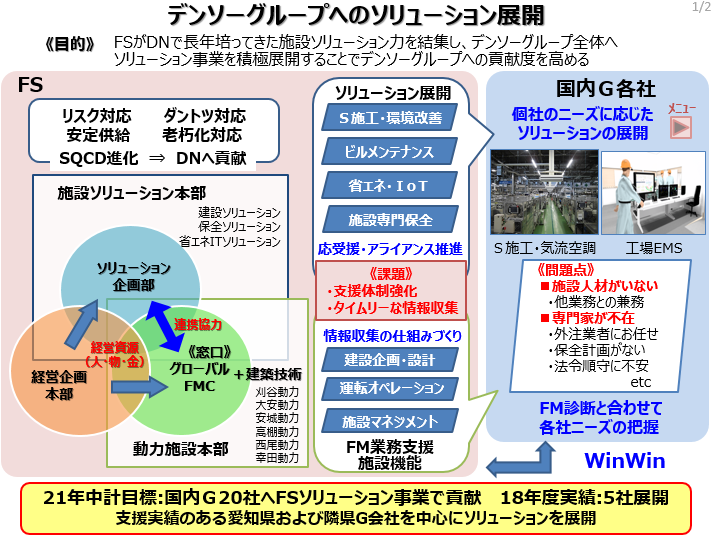 デンソーグループへのソリューション展開
1/2
《目的》 FSがDNで長年培ってきた施設ソリューション力を結集し、デンソーグループ全体へ
ソリューション事業を積極展開することでデンソーグループへの貢献度を高める
FS
リスク対応 ダントツ対応
安定供給 老朽化対応
SQCD進化 ⇒ DNへ貢献
施設ソリューション本部
建設ソリューション
保全ソリューション
省エネITソリューション
ソリューション
企画部
連携協力
経営資源
(人・物・金)
経営企画
本部
《窓口》
グローバル
FMC
+建築技術
刈谷動力
大安動力
安城動力
高棚動力
西尾動力
幸田動力
動力施設本部
ソリューション展開
S施工・環境改善
ビルメンテナンス
省エネ・IoT
施設専門保全
応受援・アライアンス推進
《課題》
・支援体制強化
・タイムリーな情報収集
情報収集の仕組みづくり
建設企画・設計
運転オペレーション
施設マネジメント
FM業務支援
施設機能
国内G各社
個社のニーズに応じた
ソリューションの展開
メニュー
S施工・気流空調
工場EMS
《問題点》
■施設人材がいない
・他業務との兼務
■専門家が不在
・外注業者にお任せ
・保全計画がない
・法令順守に不安
etc
FM診断と合わせて
各社ニーズの把握
WinWin
21年中計目標:国内G20社へFSソリューション事業で貢献 18年度実績:5社展開
支援実績のある愛知県および隣県G会社を中心にソリューションを展開